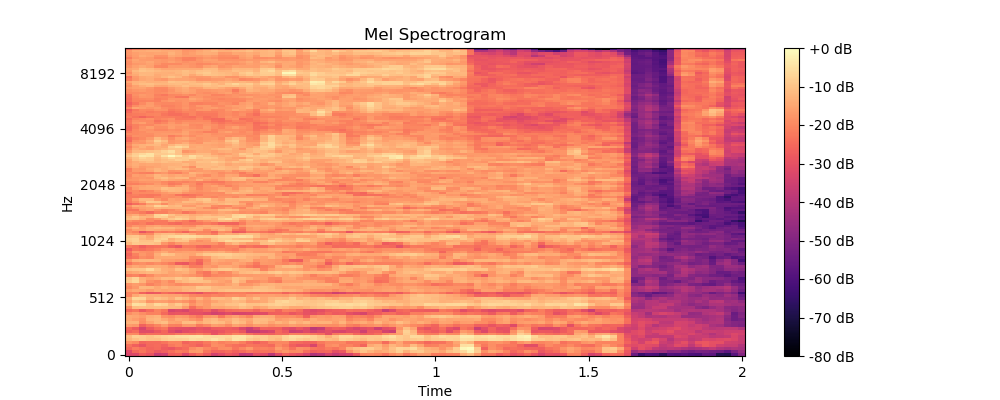 Mel Spectrogram
8192
4096
2048
1024
512
0
Hz
0
0.5
1
1.5
2
Time
+0 dB
-10 dB
-20 dB
-30 dB
-40 dB
-50 dB
-60 dB
-70 dB
-80 dB